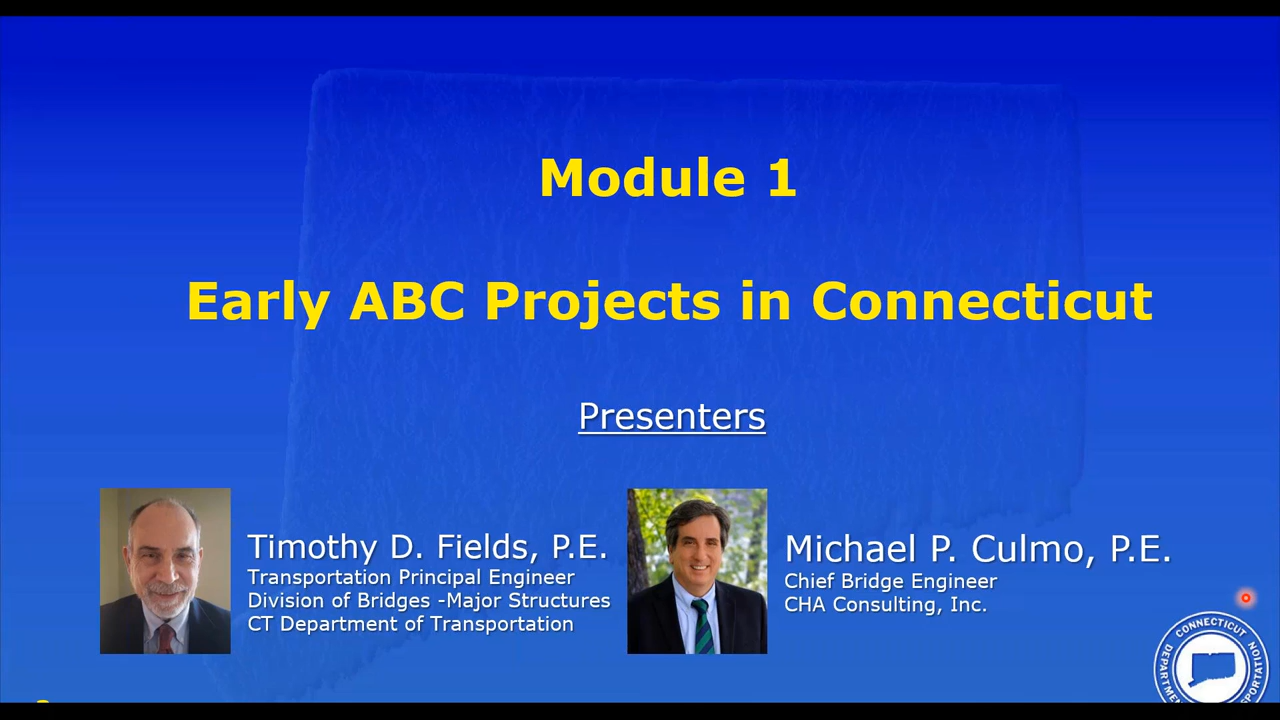 Module 1
Early ABC Projects in Connecticut
Presenters
Timothy D. Fields, P.E.
Transportation Principal Engineer
Division of Bridges -Major Structures
CT Department of Transportation
Michael P. Culmo, P.E.
Chief Bridge Engineer
CHA Consulting, Inc.
CONNECTICUT